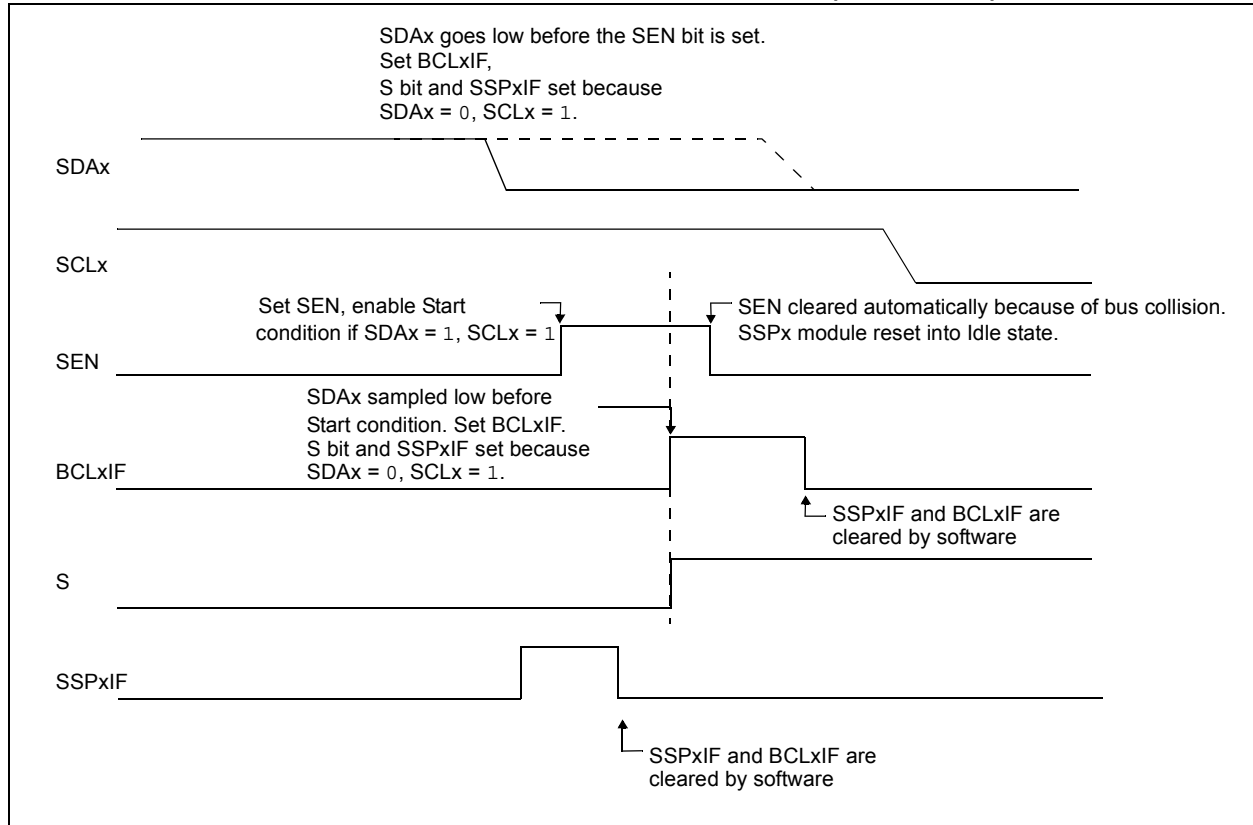 SDAx goes low before the SEN bit is set.
Set BCLxIF,
S bit and SSPxIF set because
SDAx = 0, SCLx = 1.
SDAx
SCLx
Set SEN, enable Start
condition if SDAx = 1, SCLx = 1
SEN cleared automatically because of bus collision.
SSPx module reset into Idle state.
SEN
SDAx sampled low before
Start condition. Set BCLxIF.
S bit and SSPxIF set because
SDAx = 0, SCLx = 1.
BCLxIF
SSPxIF and BCLxIF are
cleared by software
S
SSPxIF
SSPxIF and BCLxIF are
cleared by software